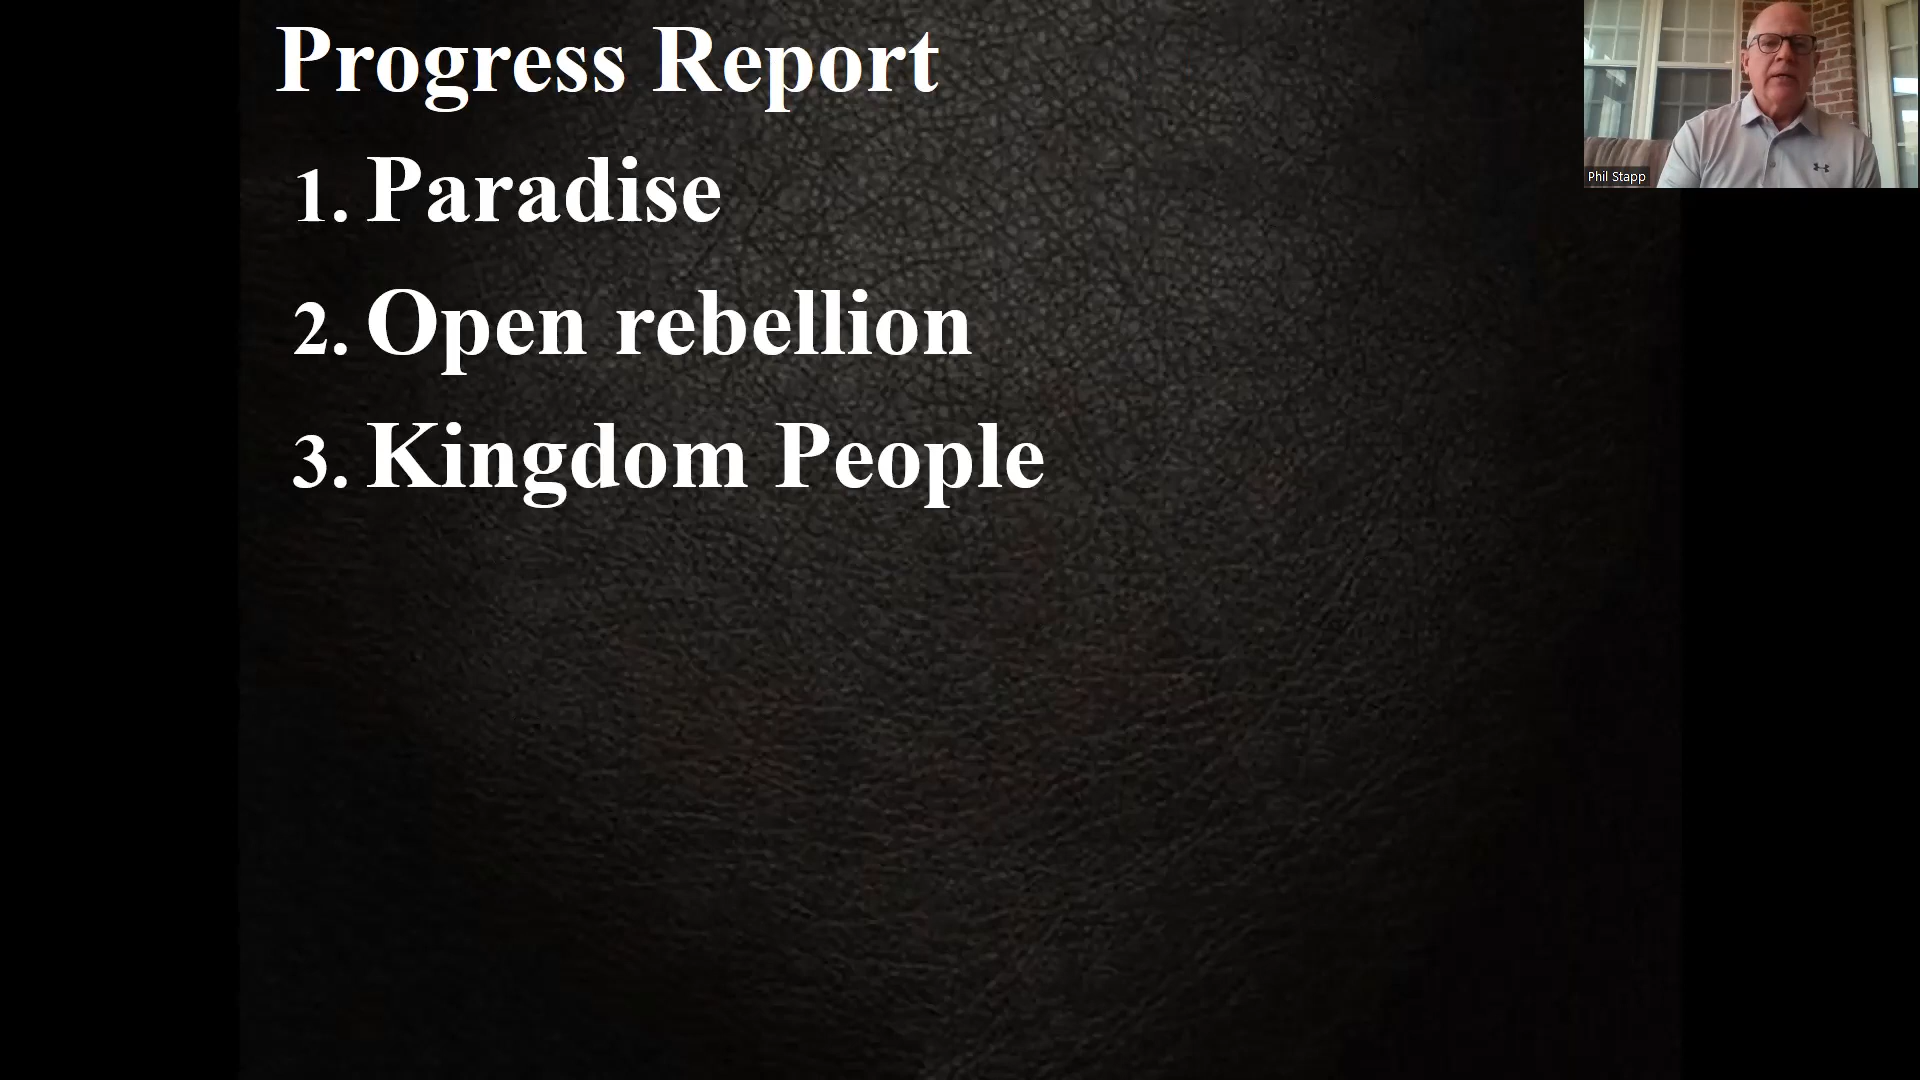 Progress Report
1. Paradise
2. Open rebellion
3. Kingdom People
Phil Stapp